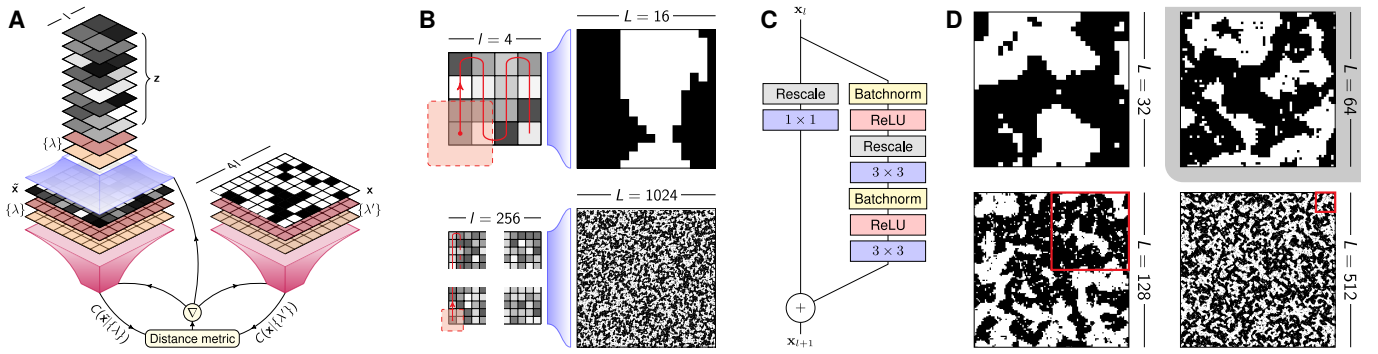 A
l
z
{λ}
x̃
{λ}
4l
x
{λ'}
∇
C(x̃|{λ})
Distance metric
C(x|{λ'})
B
l = 4
L = 16
l = 256
L = 1024
C
x_l
Rescale
1 × 1
Batchnorm
ReLU
Rescale
3 × 3
Batchnorm
ReLU
3 × 3
+
x_{l+1}
D
L = 32
L = 64
L = 128
L = 512